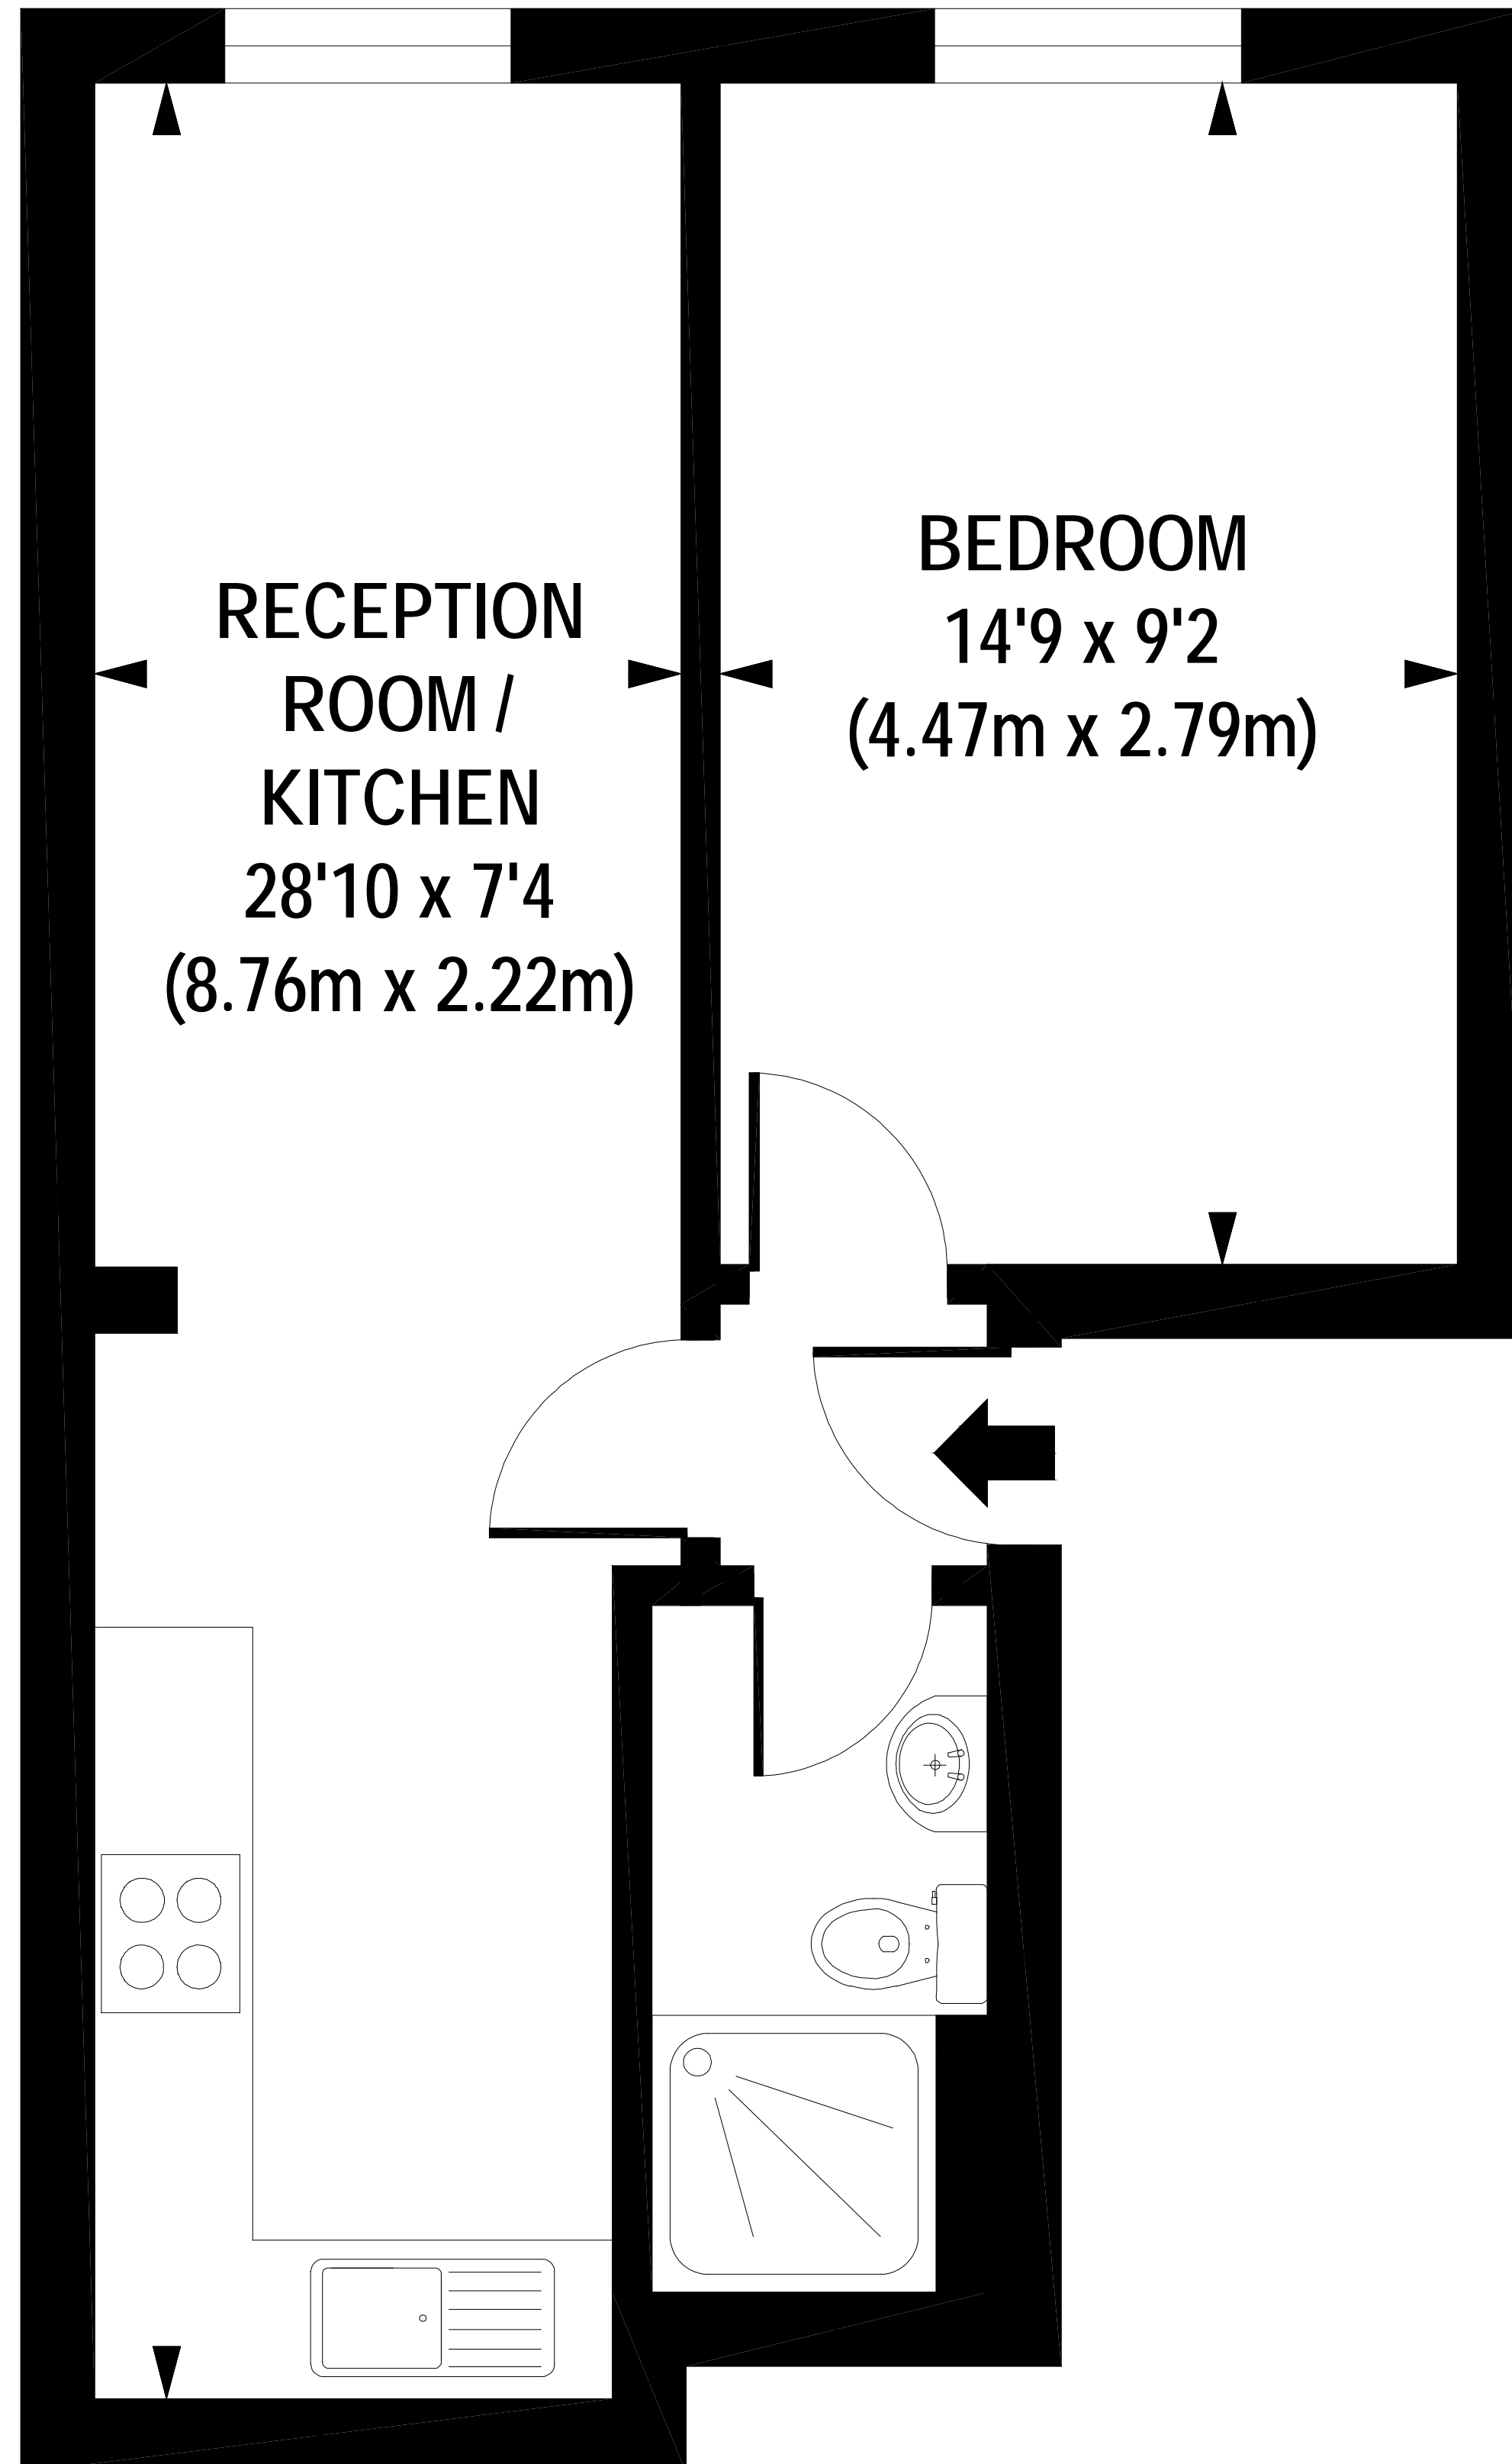 RECEPTION
ROOM /
KITCHEN
28'10 x 7'4
(8.76m x 2.22m)
BEDROOM
14'9 x 9'2
(4.47m x 2.79m)